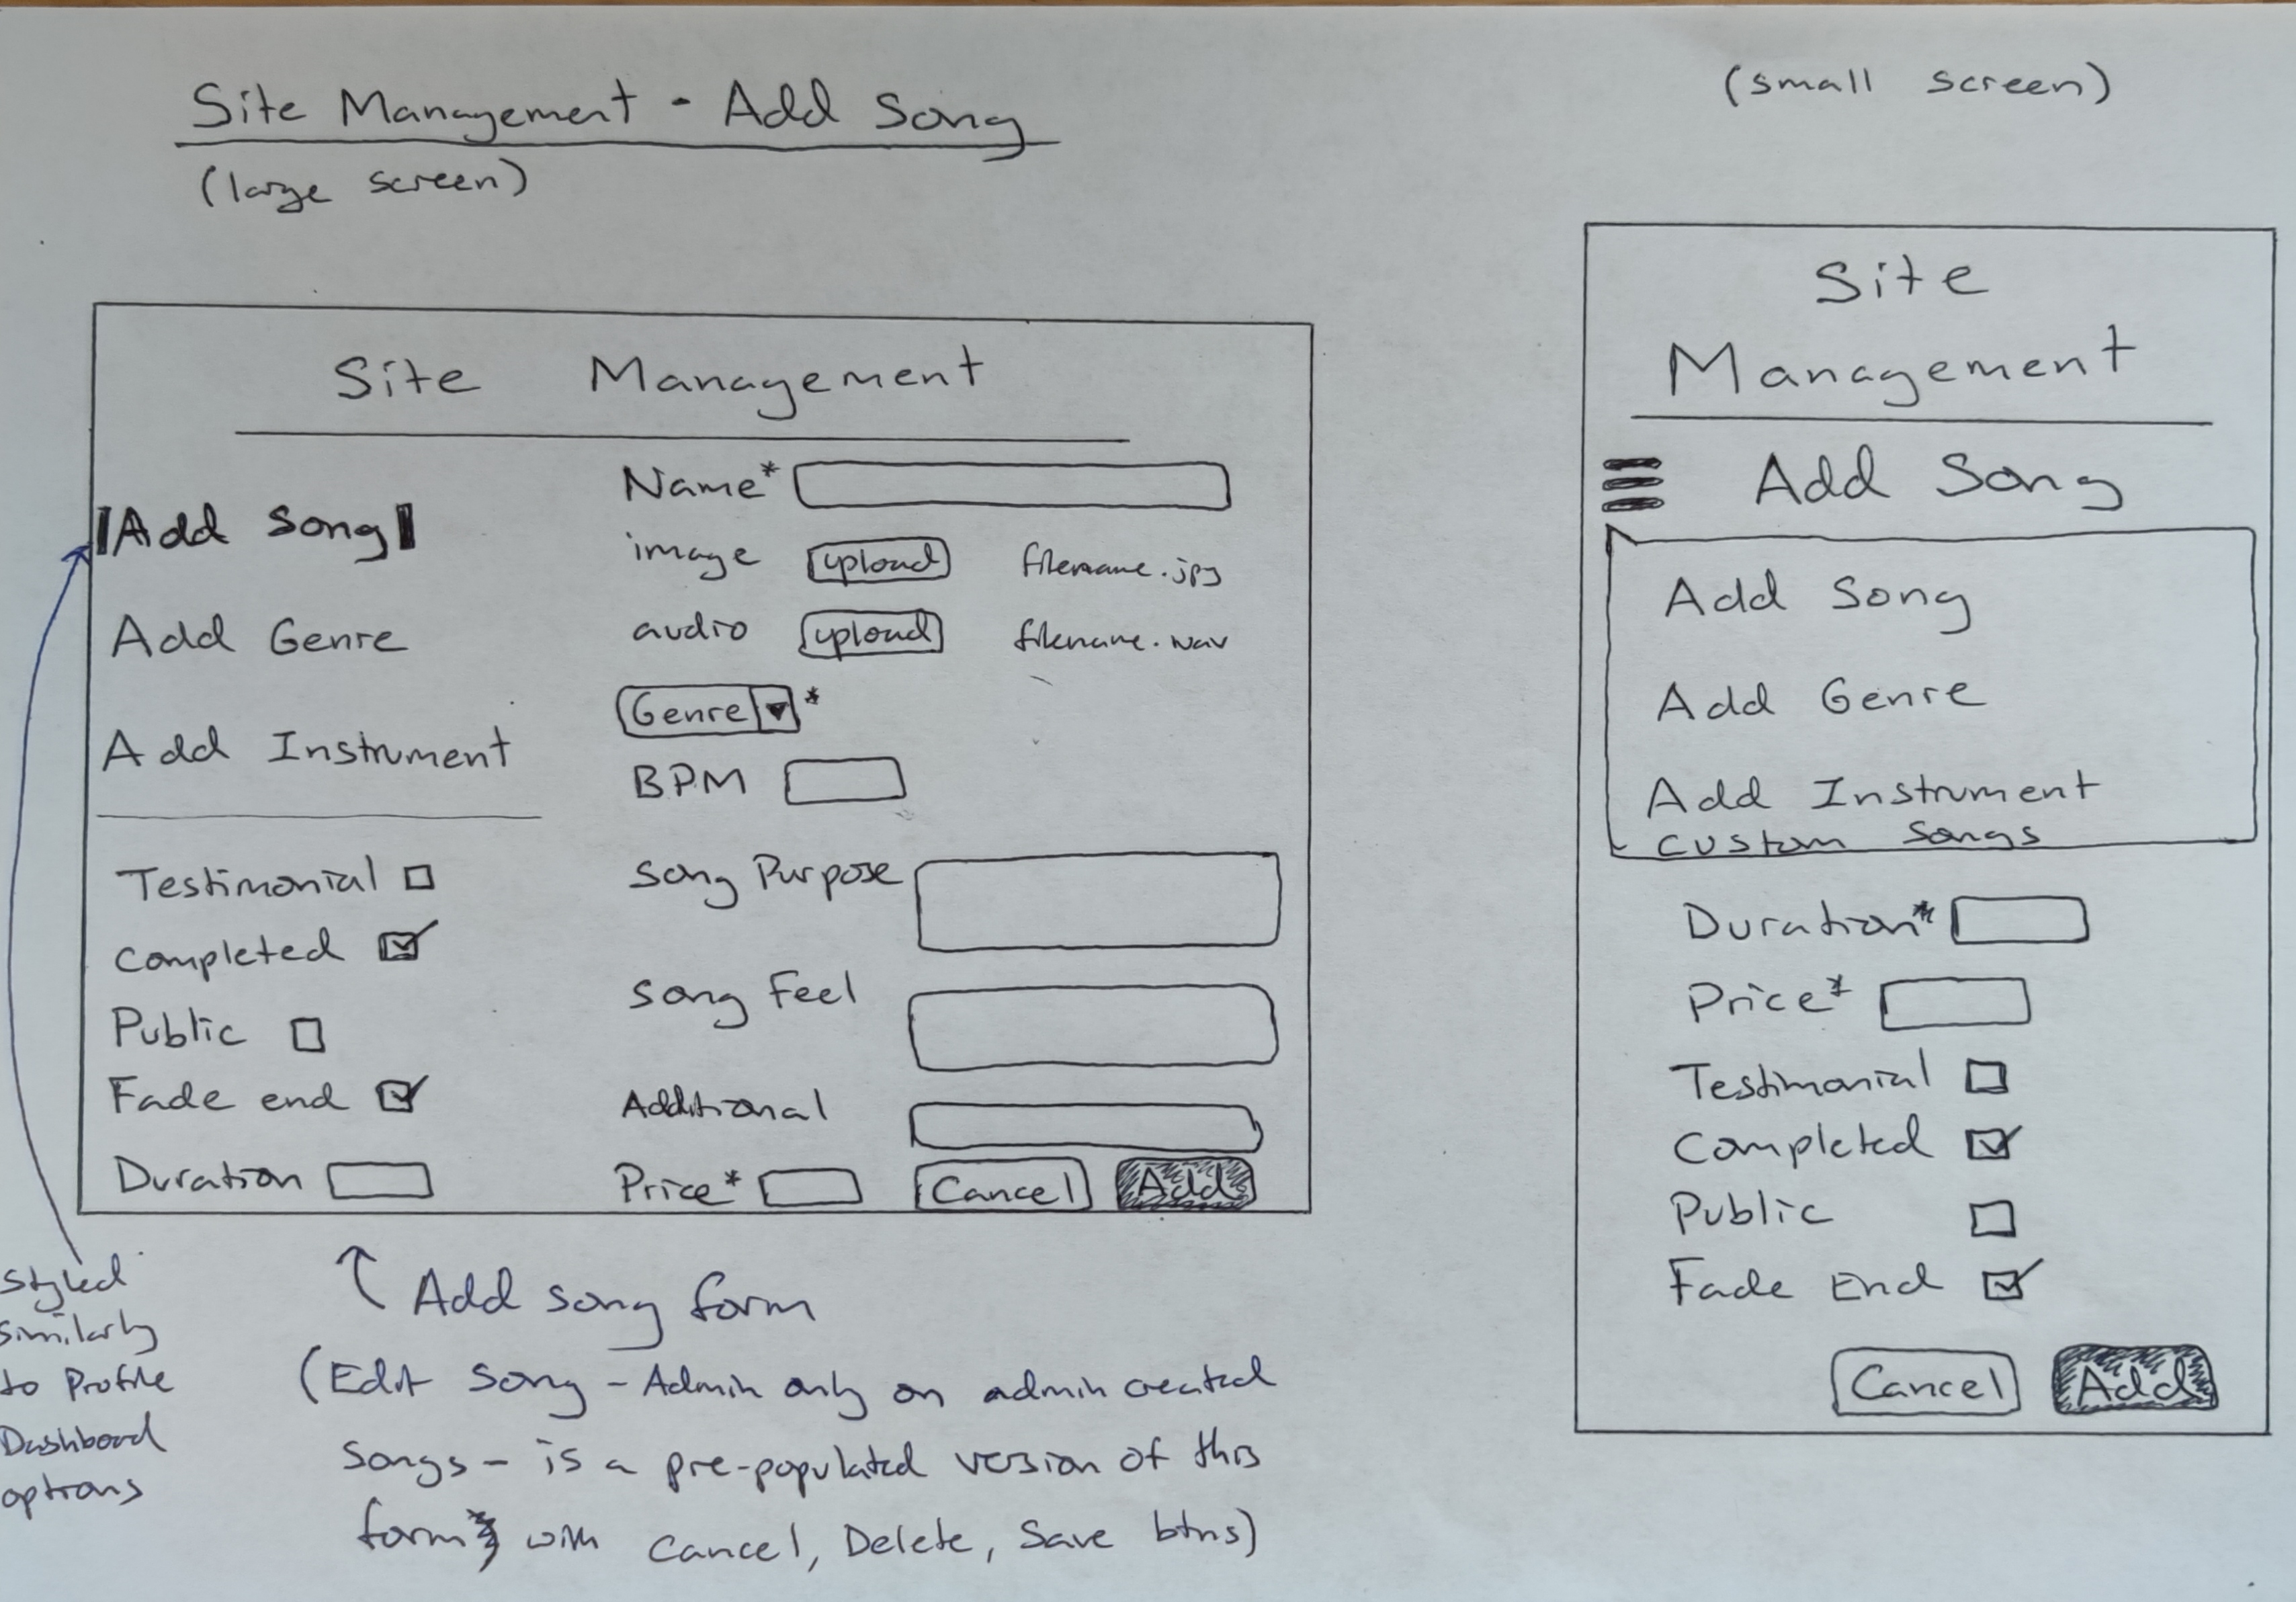 Site Management - Add Song
(large screen)
Site Management
Add Song
Add Genre
Add Instrument
Testimonial
Completed
Public
Fade end
Duration
Name*
image upload filename.jpg
audio upload filename.wav
Genre *
BPM
Song Purpose
Song Feel
Additional
Price* Cancel Add
Styled
similarly
to Profile
Dashboard
options
Add song form
(Edit song - Admin only on admin created
songs - is a pre-populated version of this
form, with Cancel, Delete, Save btns)
(small screen)
Site
Management
Add Song
Add Song
Add Genre
Add Instrument
Custom Songs
Duration*
Price*
Testimonial
Completed
Public
Fade End
Cancel Add